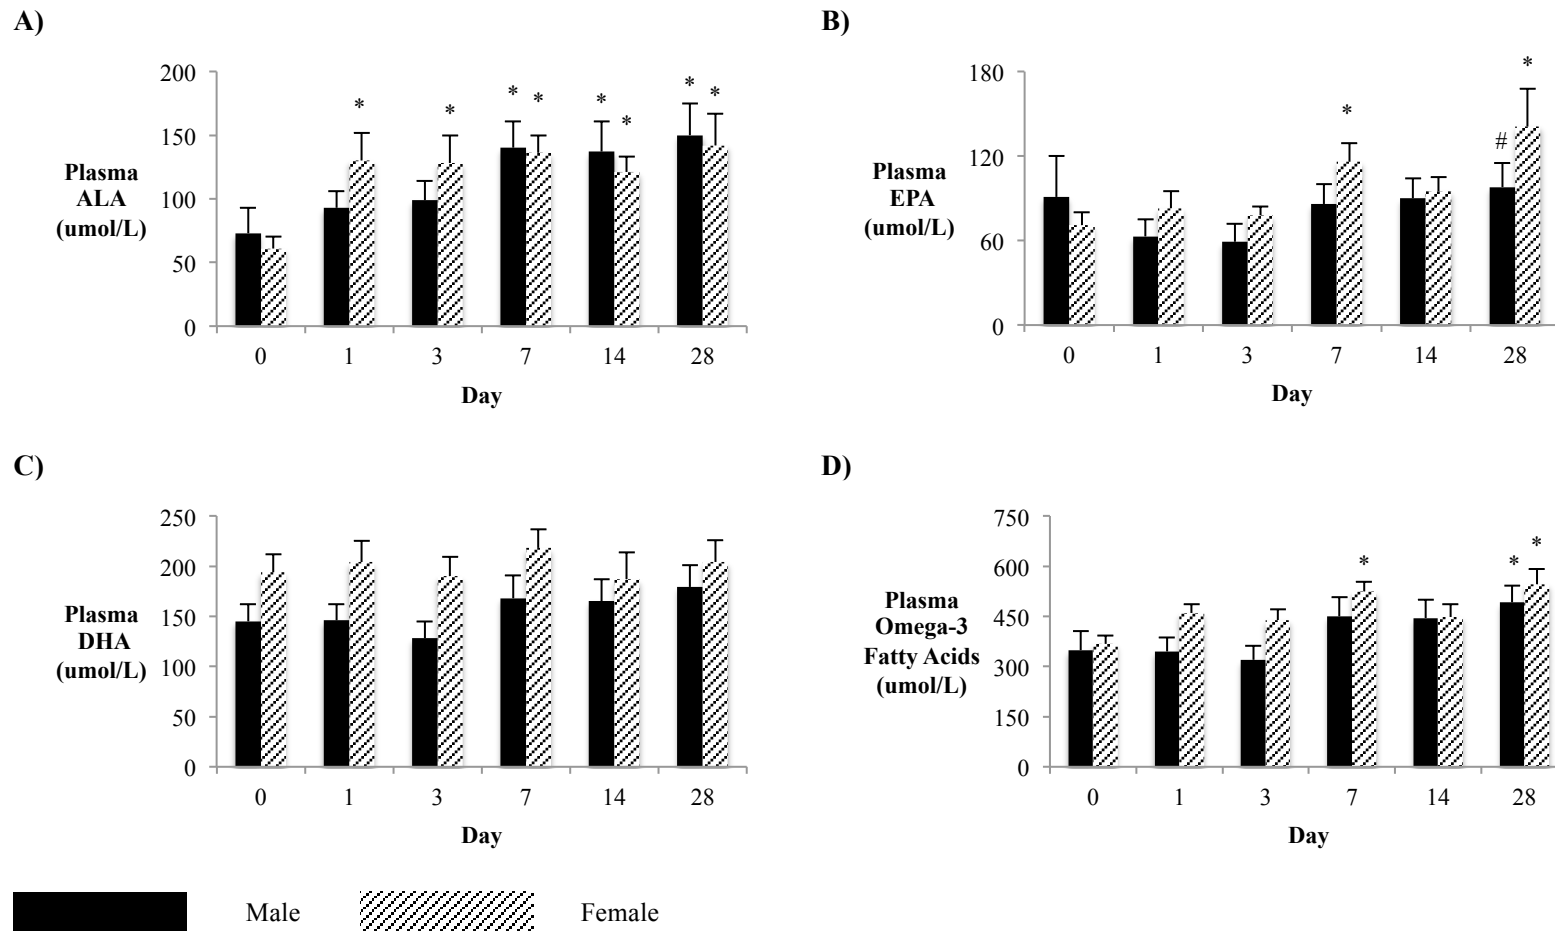 A)
200
150
100
50
0
Plasma
ALA
(umol/L)
* * * * * * * *
0 1 3 7 14 28
Day
B)
180
120
60
0
Plasma
EPA
(umol/L)
* # *
0 1 3 7 14 28
Day
C)
250
200
150
100
50
0
Plasma
DHA
(umol/L)
0 1 3 7 14 28
Day
D)
750
600
450
300
150
0
Plasma
Omega-3
Fatty Acids
(umol/L)
* * *
0 1 3 7 14 28
Day
Male Female